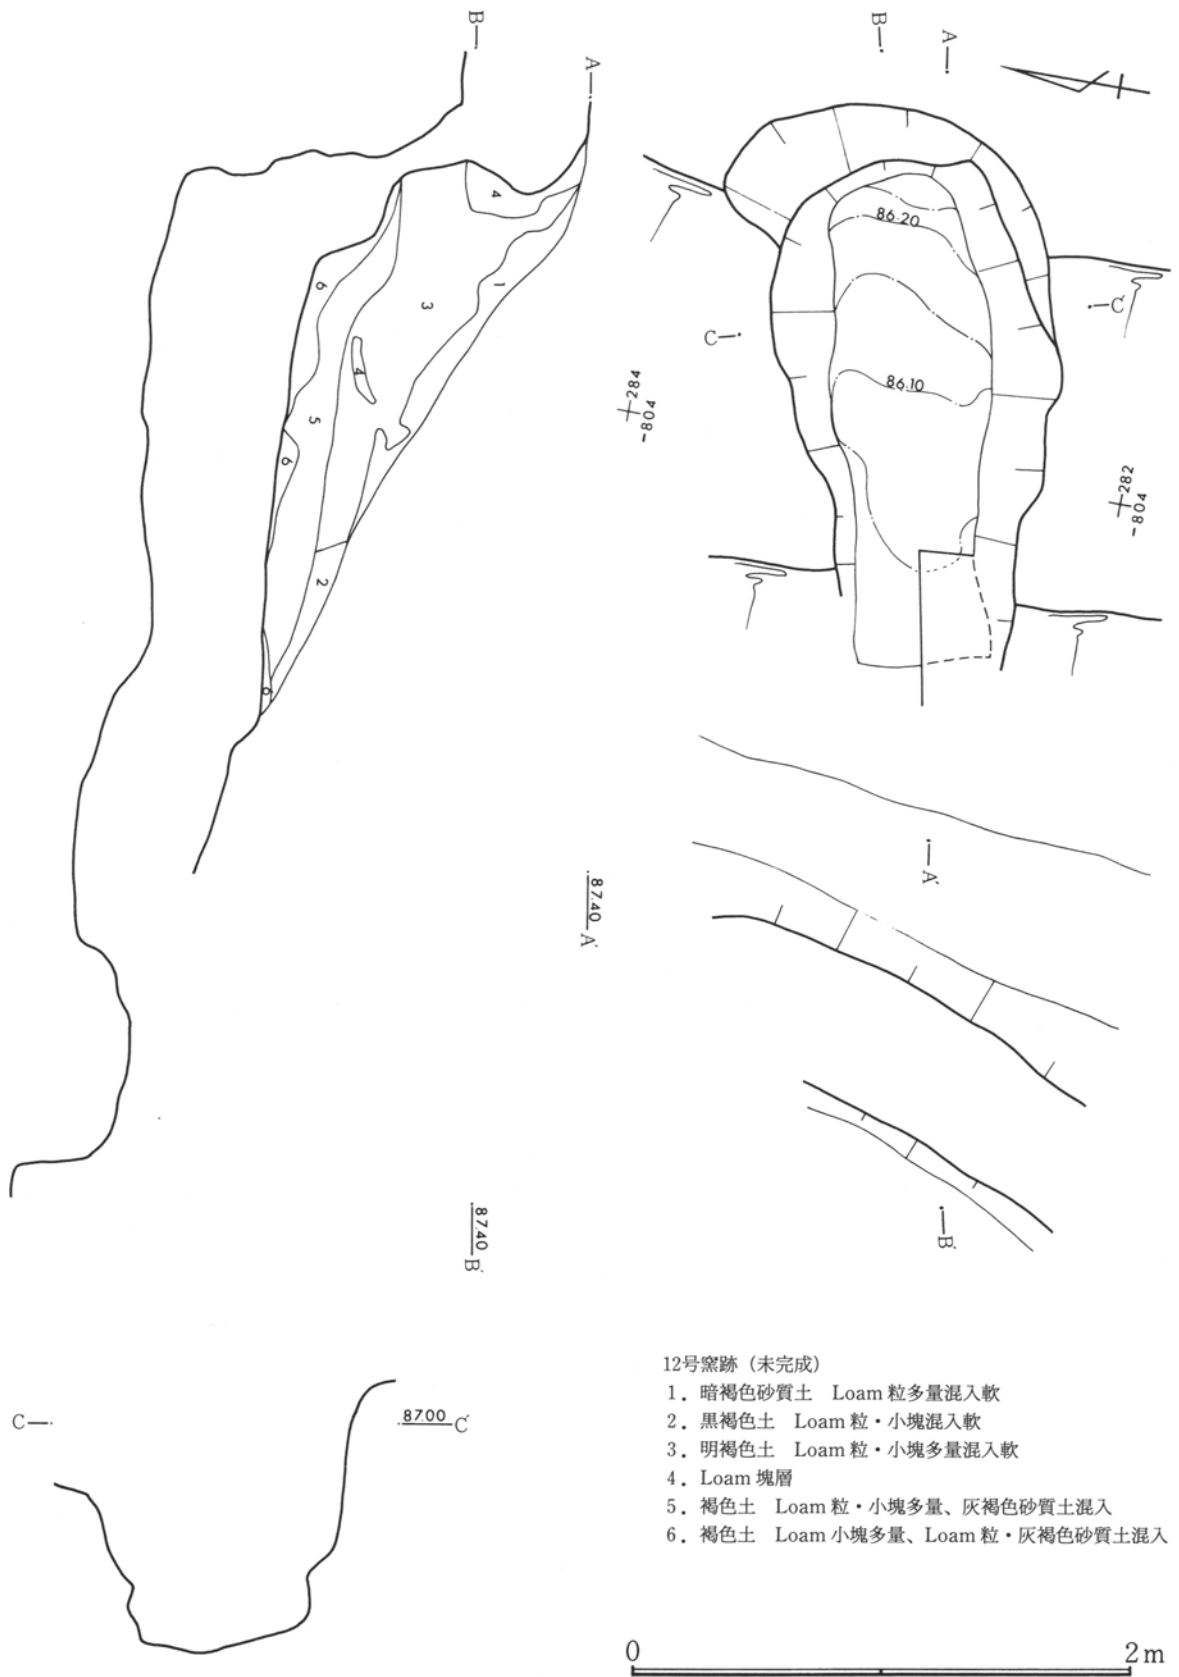 B
A
B
A
86.20
C
C'
86.10
284
-804
282
-804
4
1
3
6
4
5
6
2
6
A'
87.40 A'
B'
87.40 B'
C
87.00 C'
12号窯跡（未完成）
1．暗褐色砂質土　Loam 粒多量混入軟
2．黒褐色土　Loam 粒・小塊混入軟
3．明褐色土　Loam 粒・小塊多量混入軟
4．Loam 塊層
5．褐色土　Loam 粒・小塊多量、灰褐色砂質土混入
6．褐色土　Loam 小塊多量、Loam 粒・灰褐色砂質土混入
0　2 m